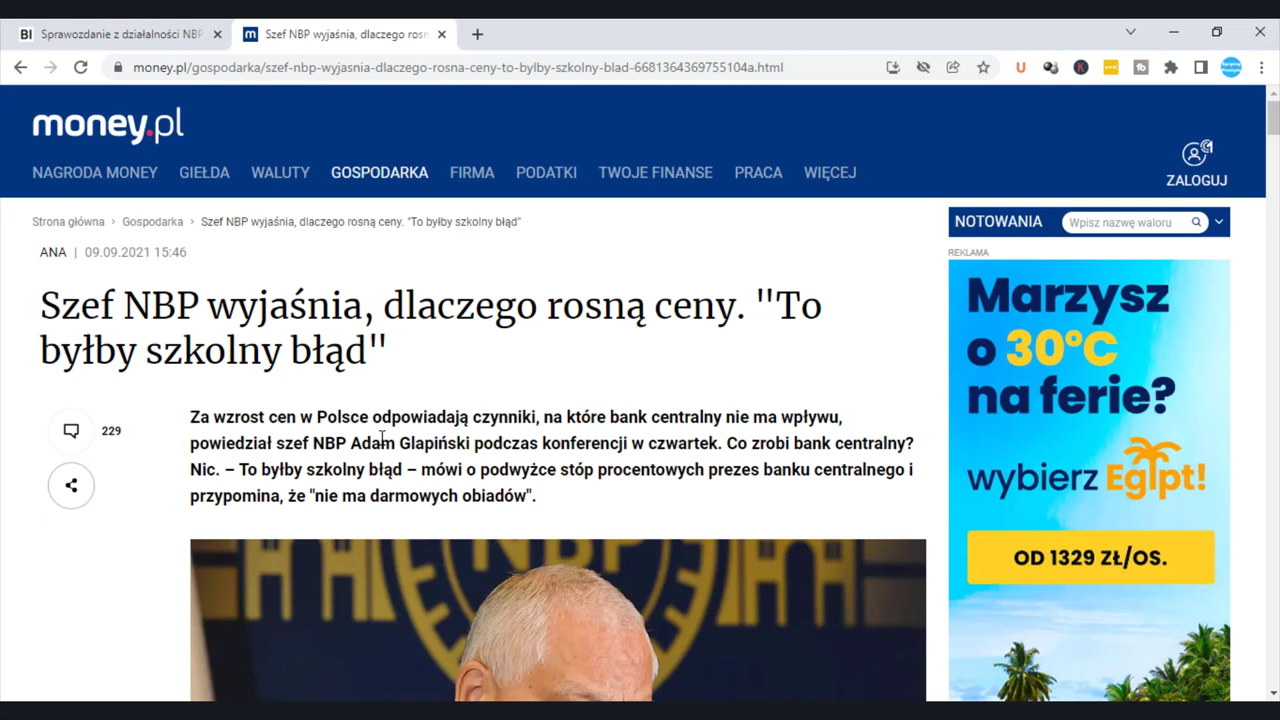 BI Sprawozdanie z działalności NBP
m Szef NBP wyjaśnia, dlaczego rosn
money.pl/gospodarka/szef-nbp-wyjasnia-dlaczego-rosna-ceny-to-bylby-szkolny-blad-6681364369755104a.html
money.pl
ZALOGUJ
NAGRODA MONEY GIEŁDA WALUTY GOSPODARKA FIRMA PODATKI TWOJE FINANSE PRACA WIĘCEJ
Strona główna > Gospodarka > Szef NBP wyjaśnia, dlaczego rosną ceny. "To byłby szkolny błąd"
ANA | 09.09.2021 15:46
Szef NBP wyjaśnia, dlaczego rosną ceny. "To
byłby szkolny błąd"
229
Za wzrost cen w Polsce odpowiadają czynniki, na które bank centralny nie ma wpływu,
powiedział szef NBP Adam Glapiński podczas konferencji w czwartek. Co zrobi bank centralny?
Nic. – To byłby szkolny błąd – mówi o podwyżce stóp procentowych prezes banku centralnego i
przypomina, że "nie ma darmowych obiadów".
NBP
NOTOWANIA Wpisz nazwę waloru
REKLAMA
Marzysz
o 30°C
na ferie?
wybierz Egipt!
OD 1329 ZŁ/OS.